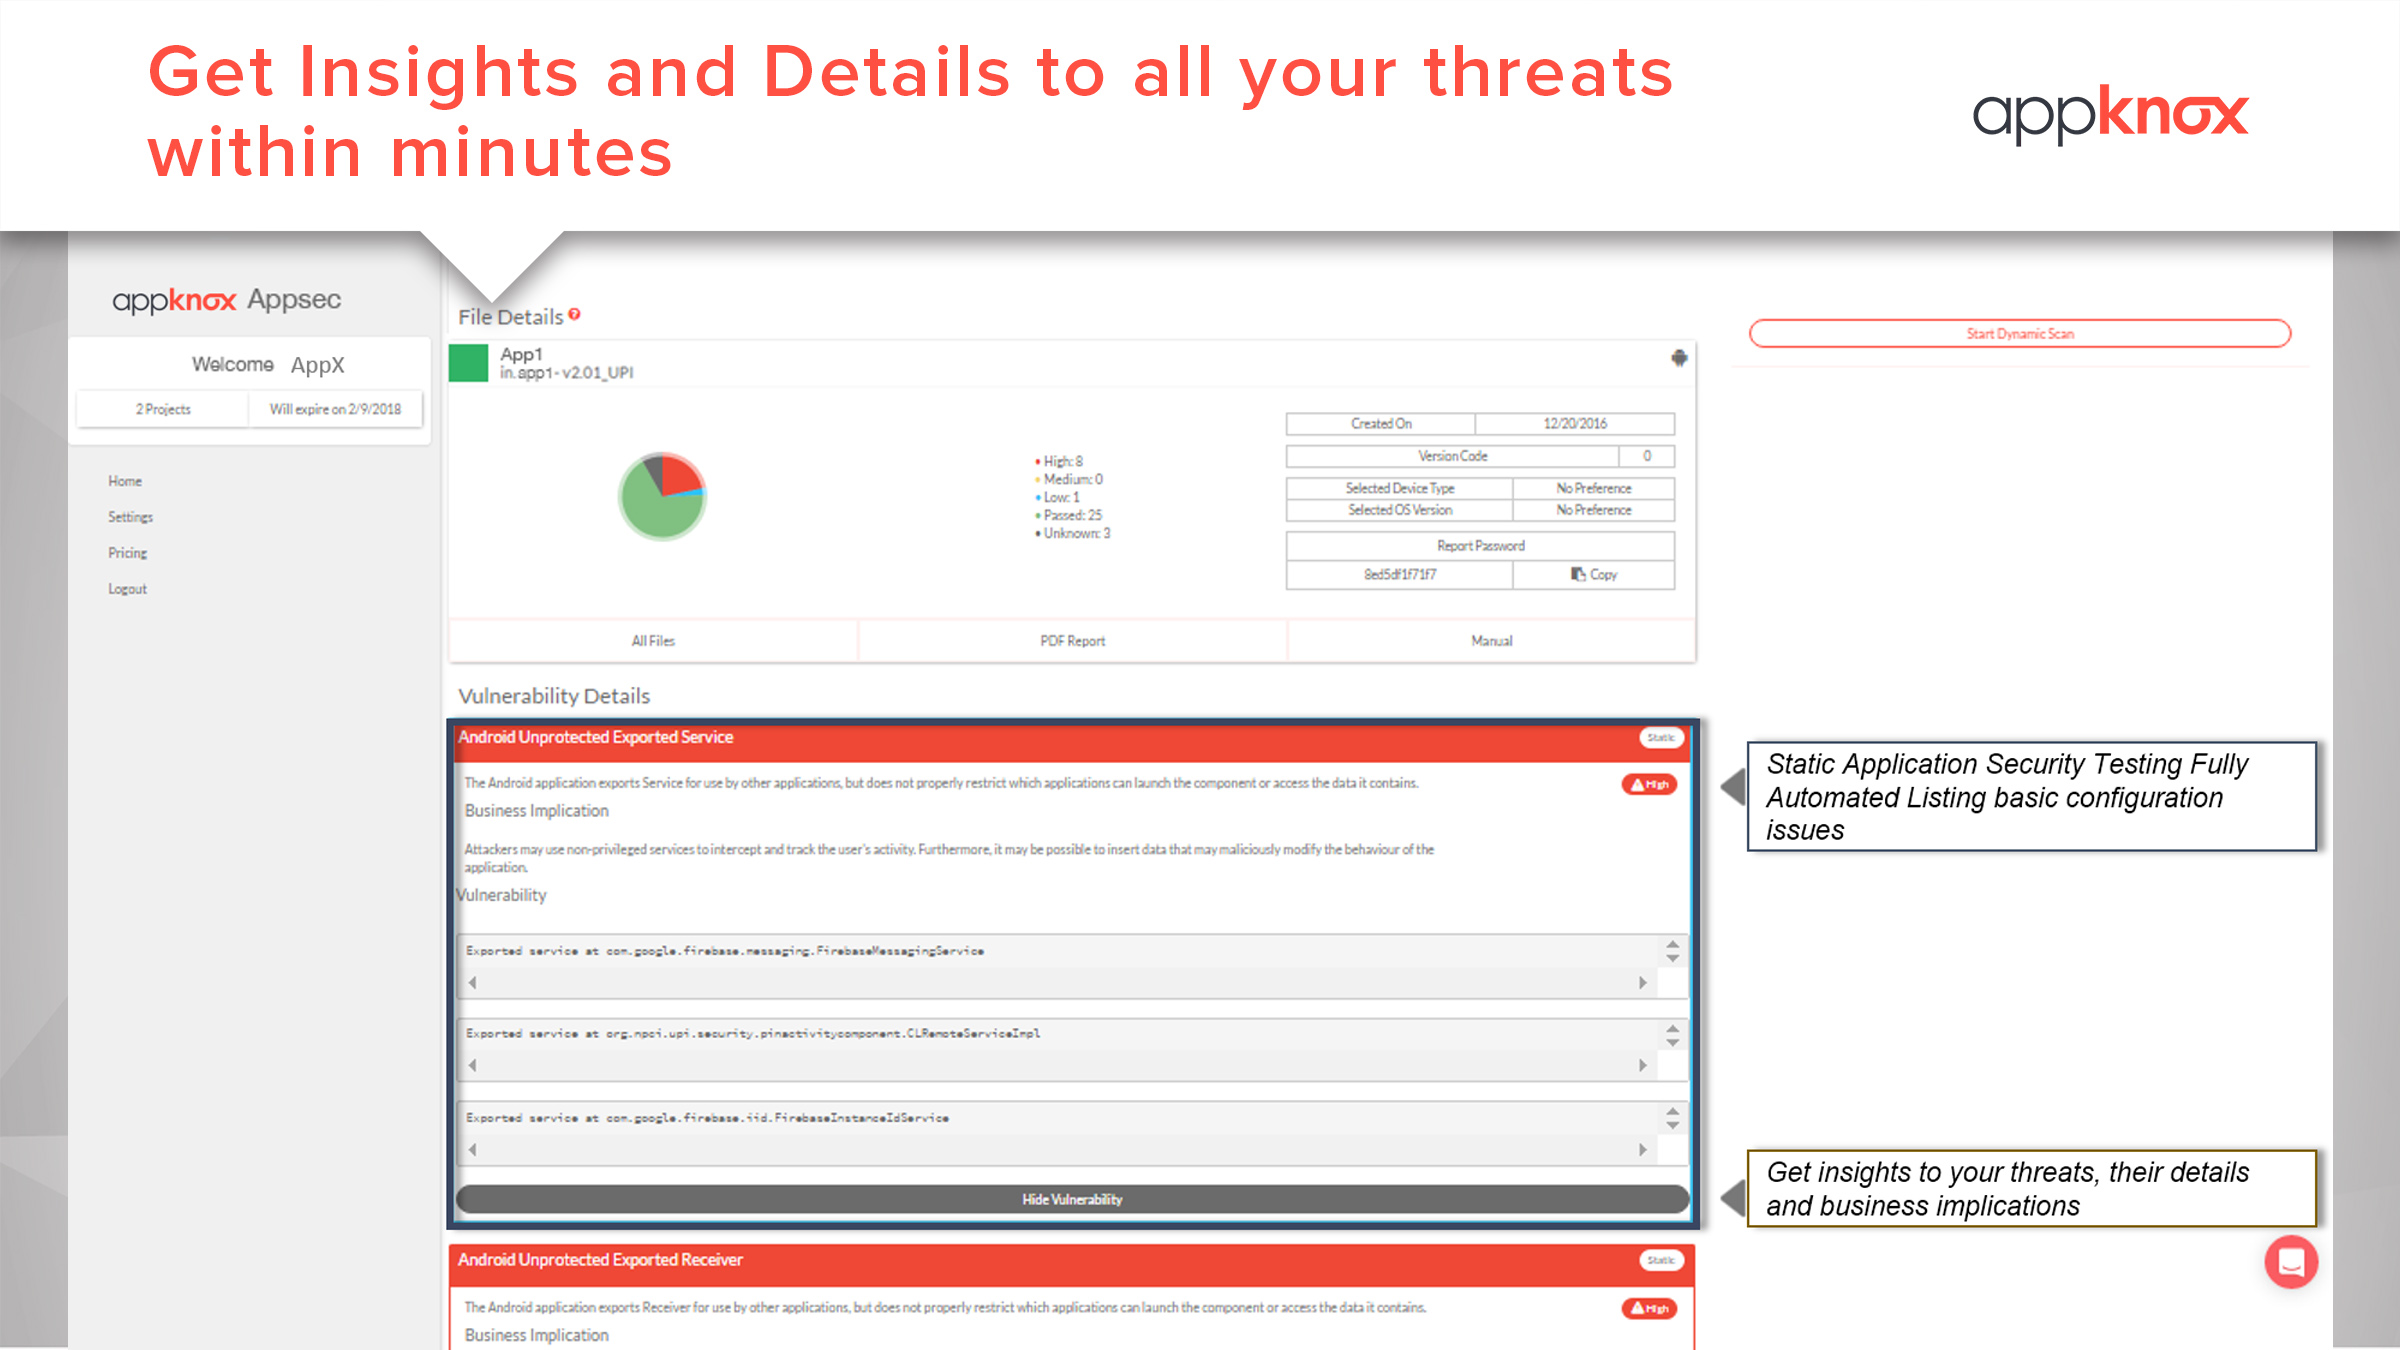 Get Insights and Details to all your threats
within minutes
appknox
appknox Appsec
Welcome AppX
2 Projects
Will expire on 2/9/2018
Home
Settings
Pricing
Logout
File Details ?
App1
in.app1- v2.01_UPI
High: 8
Medium: 0
Low: 1
Passed: 25
Unknown: 3
Created On 12/20/2016
Version Code 0
Selected Device Type No Preference
Selected OS Version No Preference
Report Password
8ed5df1f71f7 Copy
All Files
PDF Report
Manual
Start Dynamic Scan
Vulnerability Details
Android Unprotected Exported Service
Static
The Android application exports Service for use by other applications, but does not properly restrict which applications can launch the component or access the data it contains.
High
Business Implication
Attackers may use non-privileged services to intercept and track the user's activity. Furthermore, it may be possible to insert data that may maliciously modify the behaviour of the
application.
Vulnerability
Exported service at com.google.firebase.messaging.FirebaseMessagingService
Exported service at org.npci.upi.security.pinactivitycomponent.CLRemoteServiceImpl
Exported service at com.google.firebase.iid.FirebaseInstanceIdService
Hide Vulnerability
Static Application Security Testing Fully
Automated Listing basic configuration
issues
Get insights to your threats, their details
and business implications
Android Unprotected Exported Receiver
Static
The Android application exports Receiver for use by other applications, but does not properly restrict which applications can launch the component or access the data it contains.
High
Business Implication